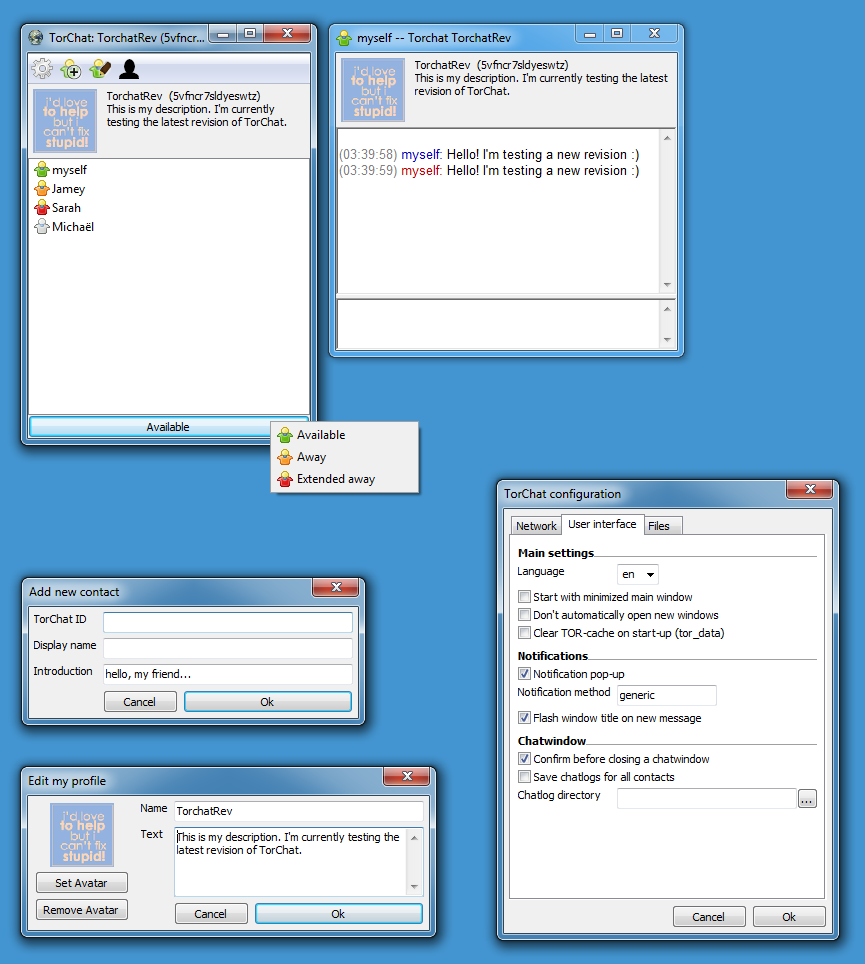 TorChat: TorchatRev (5vfncr...
TorchatRev (5vfncr7sldyeswtz)
This is my description. I'm currently
testing the latest revision of TorChat.
i'd love
to help
but i
can't fix
stupid!
myself
Jamey
Sarah
Michaël
Available
Available
Away
Extended away
myself -- Torchat TorchatRev
i'd love
to help
but i
can't fix
stupid!
TorchatRev (5vfncr7sldyeswtz)
This is my description. I'm currently testing the latest
revision of TorChat.
(03:39:58) myself: Hello! I'm testing a new revision :)
(03:39:59) myself: Hello! I'm testing a new revision :)
Add new contact
TorChat ID
Display name
Introduction hello, my friend...
Cancel Ok
Edit my profile
i'd love
to help
but i
can't fix
stupid!
Set Avatar
Remove Avatar
Name TorchatRev
Text This is my description. I'm currently testing the
latest revision of TorChat.
Cancel Ok
TorChat configuration
Network User interface Files
Main settings
Language en
Start with minimized main window
Don't automatically open new windows
Clear TOR-cache on start-up (tor_data)
Notifications
Notification pop-up
Notification method generic
Flash window title on new message
Chatwindow
Confirm before closing a chatwindow
Save chatlogs for all contacts
Chatlog directory ...
Cancel Ok